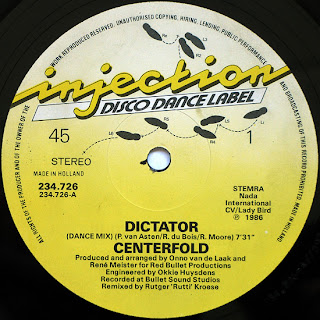 WORK REPRODUCED RESERVED. UNAUTHORISED COPYING, HIRING, LENDING, PUBLIC PERFORMANCE
AND BROADCASTING OF THIS RECORD PROHIBITED. MADE IN HOLLAND
ALL RIGHTS OF THE PRODUCER AND OF THE OWNER OF THE
injection
DISCO DANCE LABEL
45
1
STEREO
MADE IN HOLLAND
234.726
234.726-A
STEMRA
Nada
International
CV/Lady Bird
℗ 1986
DICTATOR
(DANCE MIX) (P. van Asten/R. du Bois/R. Moore) 7'31"
CENTERFOLD
Produced and arranged by Onno van de Laak and
René Meister for Red Bullet Productions
Engineered by Okkie Huysdens
Recorded at Bullet Sound Studios
Remixed by Rutger 'Rutti' Kroese